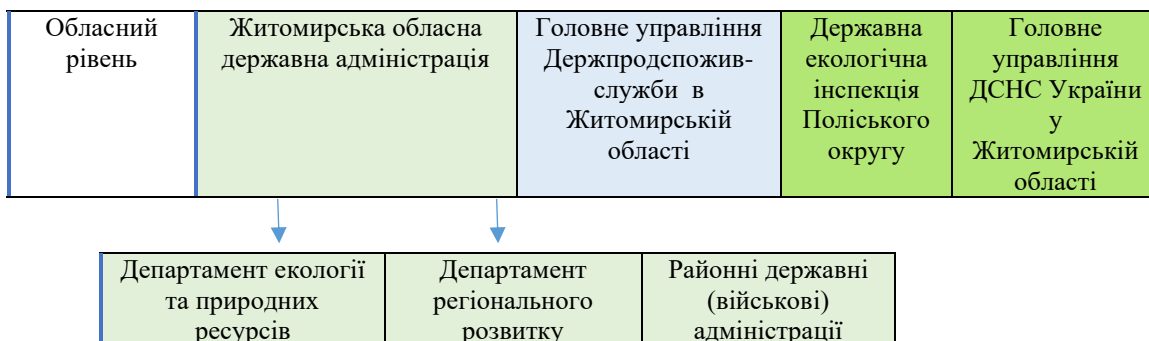 Обласний
рівень
Житомирська обласна
державна адміністрація
Головне управління
Держпродспожив-
служби в
Житомирській
області
Державна
екологічна
інспекція
Поліського
округу
Головне
управління
ДСНС України
у
Житомирській
області
Департамент екології
та природних
ресурсів
Департамент
регіонального
розвитку
Районні державні
(військові)
адміністрації